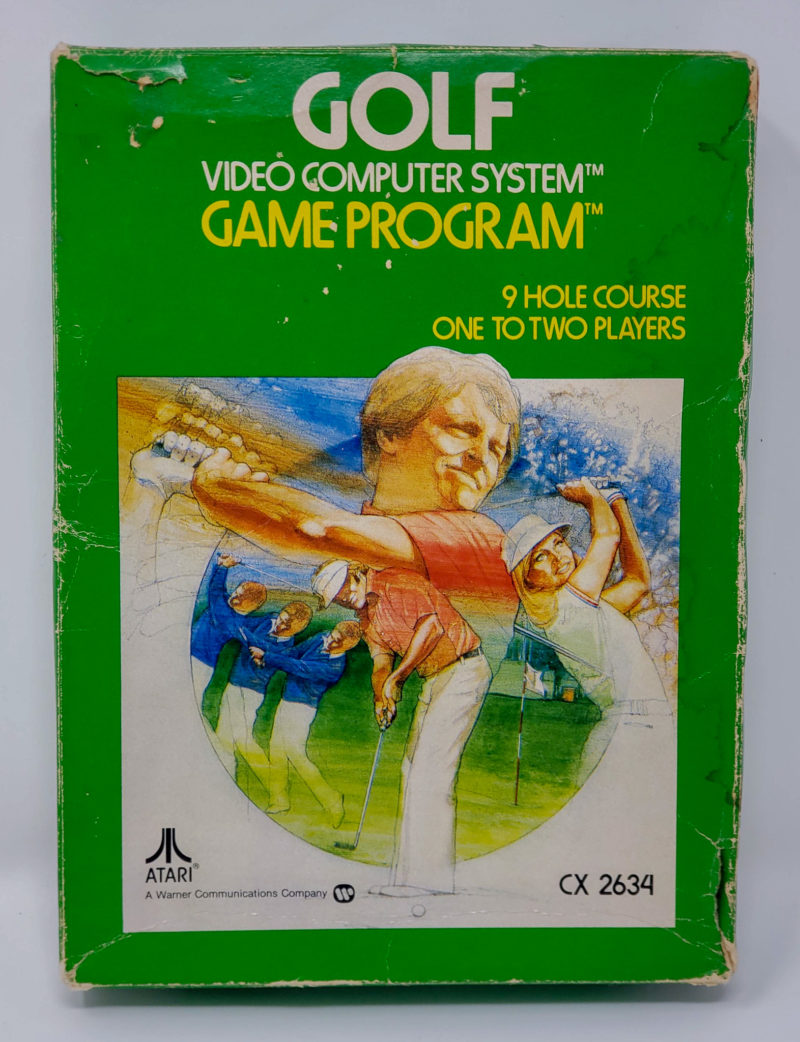 GOLF
VIDEO COMPUTER SYSTEM™
GAME PROGRAM™
9 HOLE COURSE
ONE TO TWO PLAYERS
ATARI®
A Warner Communications Company
CX 2634